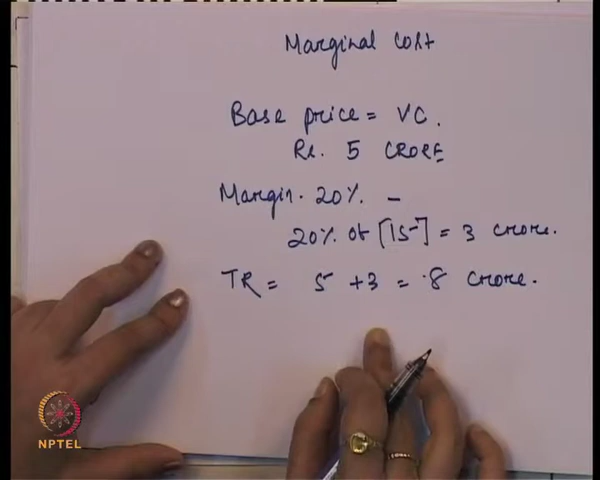 Marginal Cost
Base price = VC.
Re. 5 CRORE
Margin. 20%. -
20% of [15] = 3 crore.
TR = 5 + 3 = 8 crore.
NPTEL